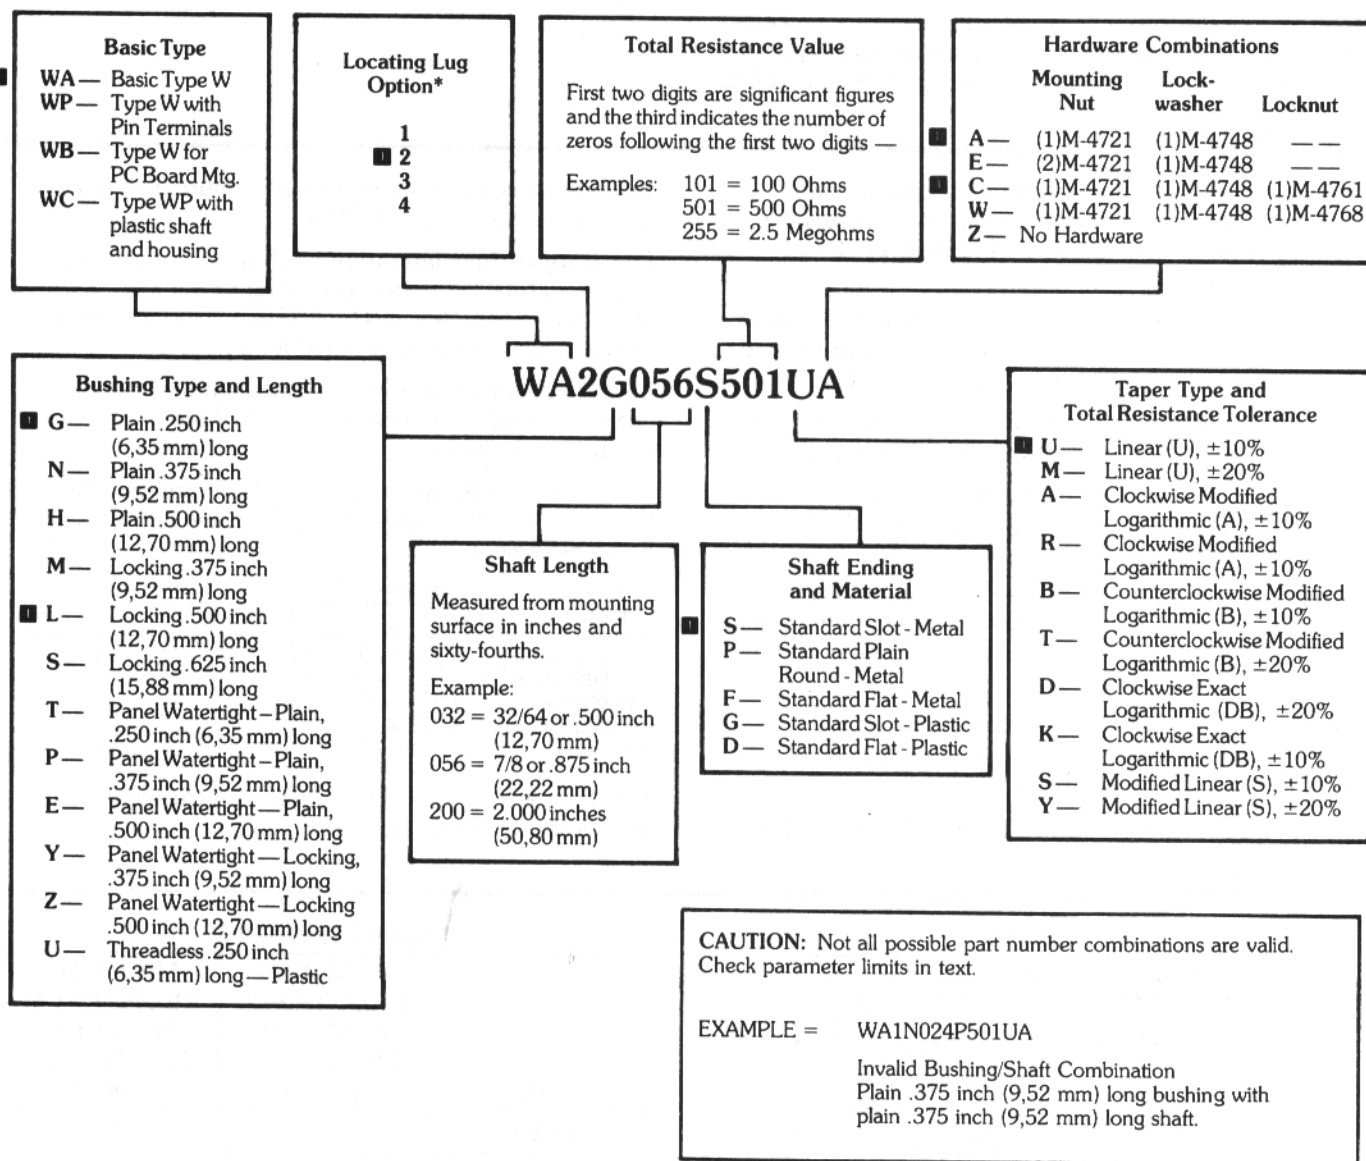 Basic Type
WA — Basic Type W
WP — Type W with
Pin Terminals
WB — Type W for
PC Board Mtg.
WC — Type WP with
plastic shaft
and housing
Locating Lug
Option*
1
2
3
4
Total Resistance Value
First two digits are significant figures
and the third indicates the number of
zeros following the first two digits —
Examples: 101 = 100 Ohms
501 = 500 Ohms
255 = 2.5 Megohms
Hardware Combinations
Mounting Lock-
Nut washer Locknut
A — (1)M-4721 (1)M-4748 — —
E — (2)M-4721 (1)M-4748 — —
C — (1)M-4721 (1)M-4748 (1)M-4761
W — (1)M-4721 (1)M-4748 (1)M-4768
Z — No Hardware
WA2G056S501UA
Bushing Type and Length
G — Plain .250 inch
(6,35 mm) long
N — Plain .375 inch
(9,52 mm) long
H — Plain .500 inch
(12,70 mm) long
M — Locking .375 inch
(9,52 mm) long
L — Locking .500 inch
(12,70 mm) long
S — Locking .625 inch
(15,88 mm) long
T — Panel Watertight – Plain,
.250 inch (6,35 mm) long
P — Panel Watertight – Plain,
.375 inch (9,52 mm) long
E — Panel Watertight — Plain,
.500 inch (12,70 mm) long
Y — Panel Watertight — Locking,
.375 inch (9,52 mm) long
Z — Panel Watertight — Locking
.500 inch (12,70 mm) long
U — Threadless .250 inch
(6,35 mm) long — Plastic
Shaft Length
Measured from mounting
surface in inches and
sixty-fourths.
Example:
032 = 32/64 or .500 inch
(12,70 mm)
056 = 7/8 or .875 inch
(22,22 mm)
200 = 2.000 inches
(50,80 mm)
Shaft Ending
and Material
S — Standard Slot - Metal
P — Standard Plain
Round - Metal
F — Standard Flat - Metal
G — Standard Slot - Plastic
D — Standard Flat - Plastic
Taper Type and
Total Resistance Tolerance
U — Linear (U), ±10%
M — Linear (U), ±20%
A — Clockwise Modified
Logarithmic (A), ±10%
R — Clockwise Modified
Logarithmic (A), ±10%
B — Counterclockwise Modified
Logarithmic (B), ±10%
T — Counterclockwise Modified
Logarithmic (B), ±20%
D — Clockwise Exact
Logarithmic (DB), ±20%
K — Clockwise Exact
Logarithmic (DB), ±10%
S — Modified Linear (S), ±10%
Y — Modified Linear (S), ±20%
CAUTION: Not all possible part number combinations are valid.
Check parameter limits in text.
EXAMPLE = WA1N024P501UA
Invalid Bushing/Shaft Combination
Plain .375 inch (9,52 mm) long bushing with
plain .375 inch (9,52 mm) long shaft.